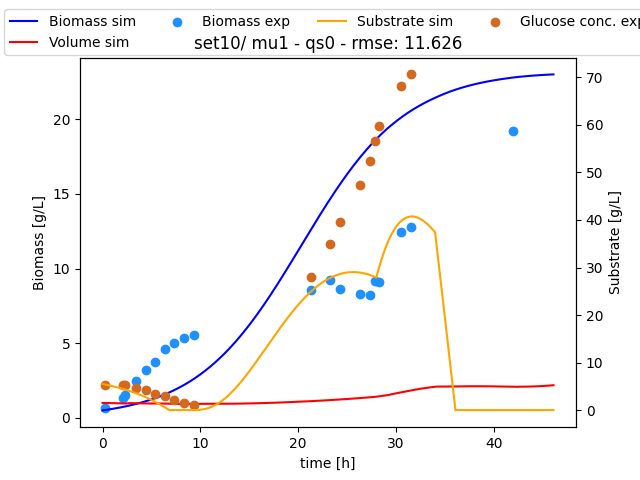 Biomass sim
Biomass exp
Substrate sim
Glucose conc. exp
Volume sim
set10/ mu1 - qs0 - rmse: 11.626
Biomass [g/L]
0
5
10
15
20
0
10
20
30
40
50
60
70
Substrate [g/L]
0
10
20
30
40
time [h]